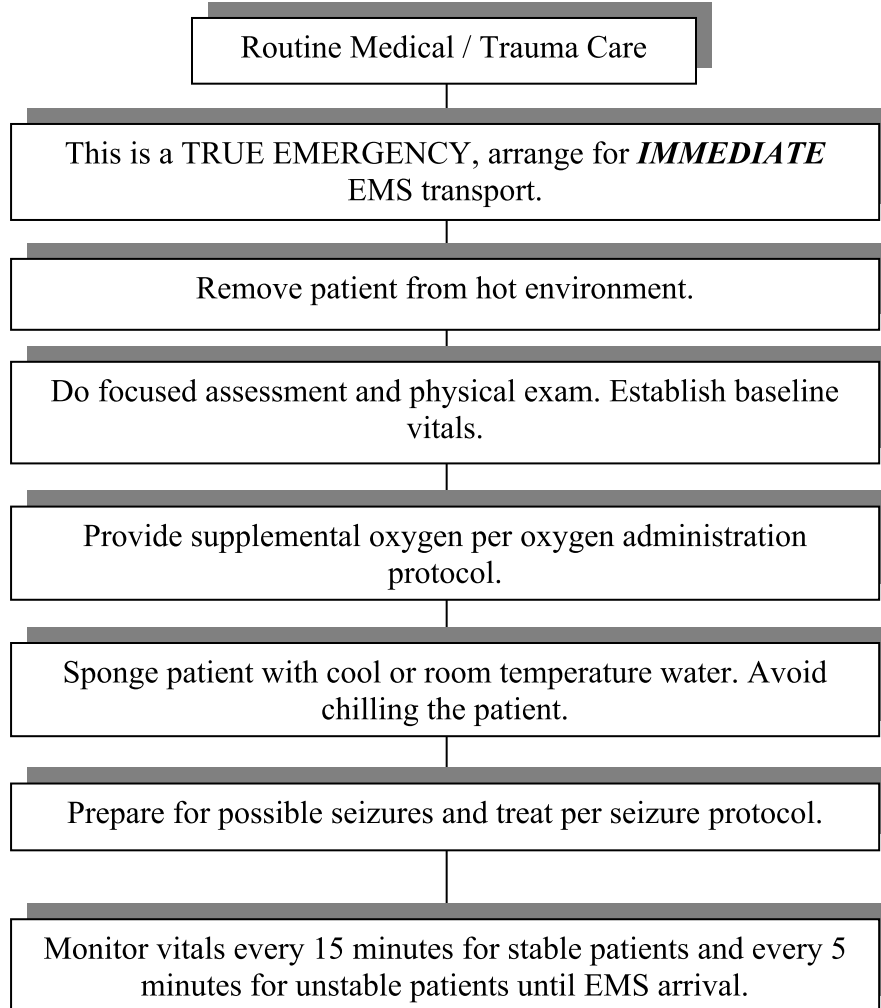 Routine Medical / Trauma Care
This is a TRUE EMERGENCY, arrange for IMMEDIATE
EMS transport.
Remove patient from hot environment.
Do focused assessment and physical exam. Establish baseline
vitals.
Provide supplemental oxygen per oxygen administration
protocol.
Sponge patient with cool or room temperature water. Avoid
chilling the patient.
Prepare for possible seizures and treat per seizure protocol.
Monitor vitals every 15 minutes for stable patients and every 5
minutes for unstable patients until EMS arrival.